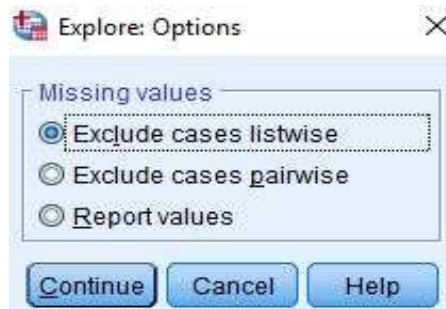 Explore: Options
Missing values
Exclude cases listwise
Exclude cases pairwise
Report values
Continue Cancel Help